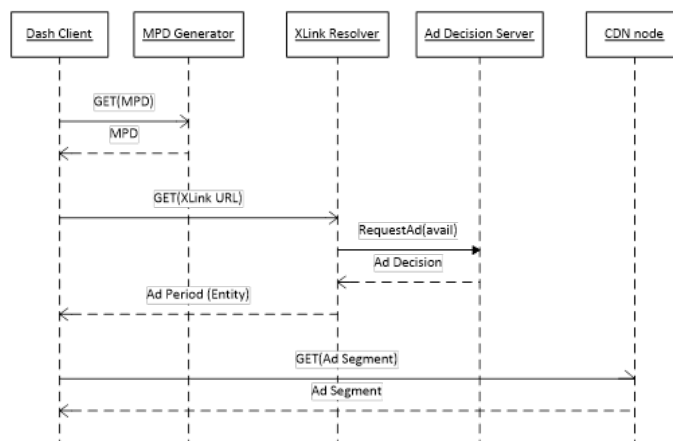 Dash Client
MPD Generator
XLink Resolver
Ad Decision Server
CDN node
GET(MPD)
MPD
GET(XLink URL)
RequestAd(avail)
Ad Decision
Ad Period (Entity)
GET(Ad Segment)
Ad Segment